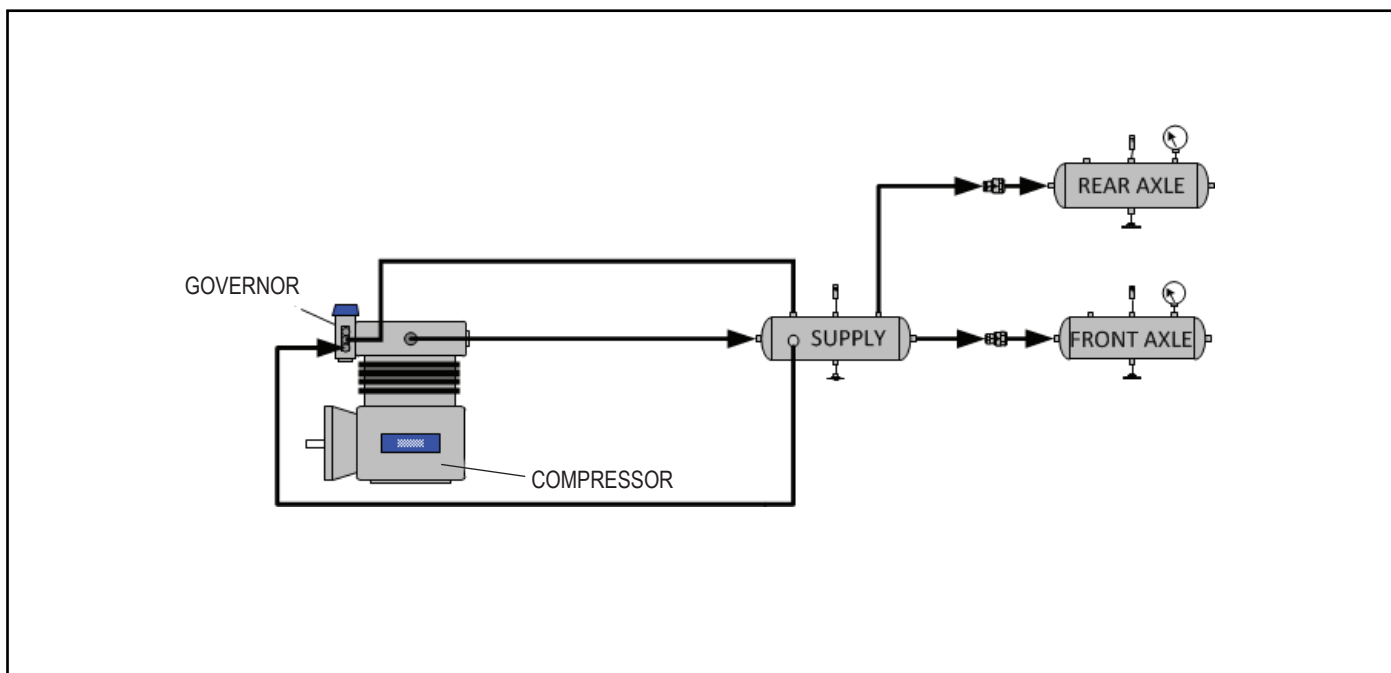 REAR AXLE
GOVERNOR
SUPPLY
FRONT AXLE
COMPRESSOR